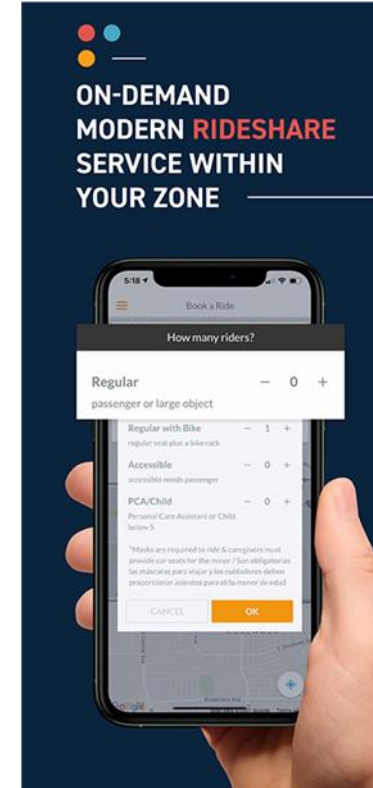 ON-DEMAND
MODERN RIDESHARE
SERVICE WITHIN
YOUR ZONE
5:18
Book a Ride
How many riders?
Regular − 0 +
passenger or large object
Regular with Bike − 1 +
regular seat plus a bike rack
Accessible − 0 +
accessible needs passenger
PCA/Child − 0 +
Personal Care Assistant or Child
below 5
*Masks are required to ride & caregivers must
provide car seats for the minor / Son obligatorias
las máscaras para viajar y los cuidadores deben
proporcionar asientos para el/la menor de edad
CANCEL OK
Google